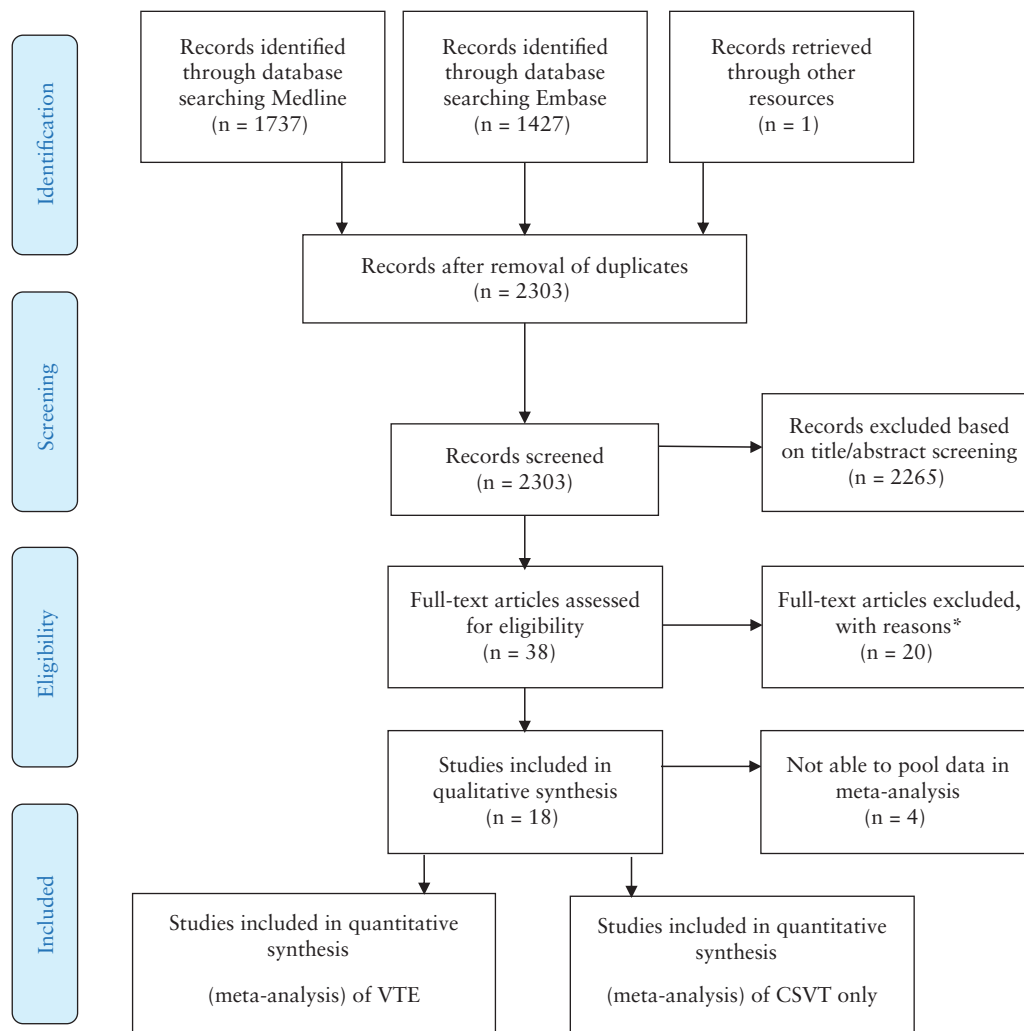 Identification
Records identified
through database
searching Medline
(n = 1737)
Records identified
through database
searching Embase
(n = 1427)
Records retrieved
through other
resources
(n = 1)
Records after removal of duplicates
(n = 2303)
Screening
Records screened
(n = 2303)
Records excluded based
on title/abstract screening
(n = 2265)
Eligibility
Full-text articles assessed
for eligibility
(n = 38)
Full-text articles excluded,
with reasons*
(n = 20)
Studies included in
qualitative synthesis
(n = 18)
Not able to pool data in
meta-analysis
(n = 4)
Included
Studies included in quantitative
synthesis
(meta-analysis) of VTE
Studies included in quantitative
synthesis
(meta-analysis) of CSVT only